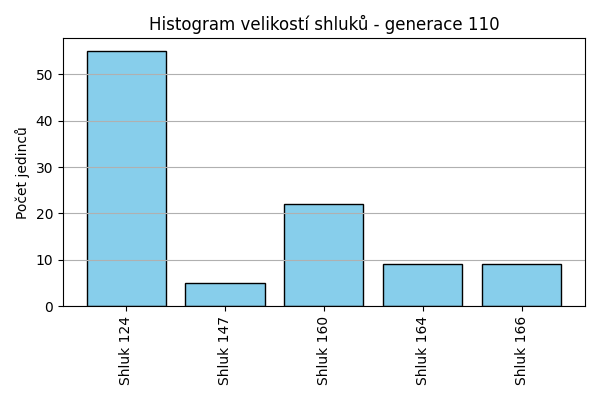 Histogram velikostí shluků - generace 110
Počet jedinců
50
40
30
20
10
0
Shluk 124
Shluk 147
Shluk 160
Shluk 164
Shluk 166